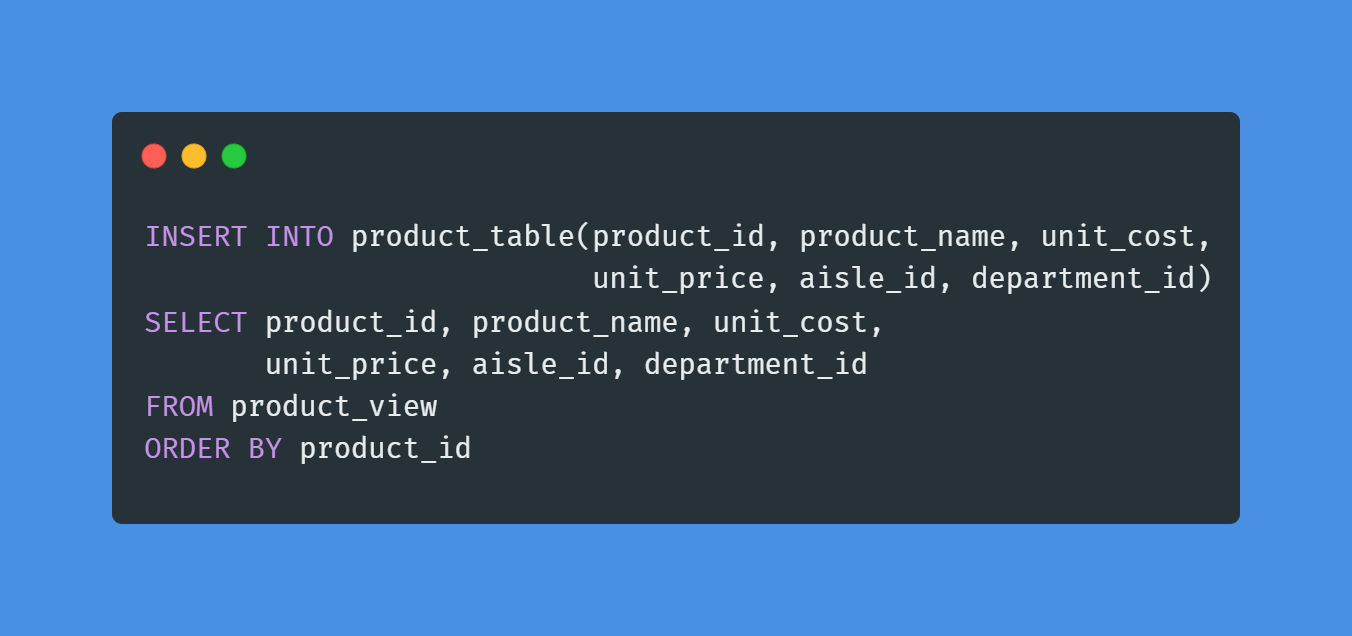 INSERT INTO product_table(product_id, product_name, unit_cost,
unit_price, aisle_id, department_id)
SELECT product_id, product_name, unit_cost,
unit_price, aisle_id, department_id
FROM product_view
ORDER BY product_id